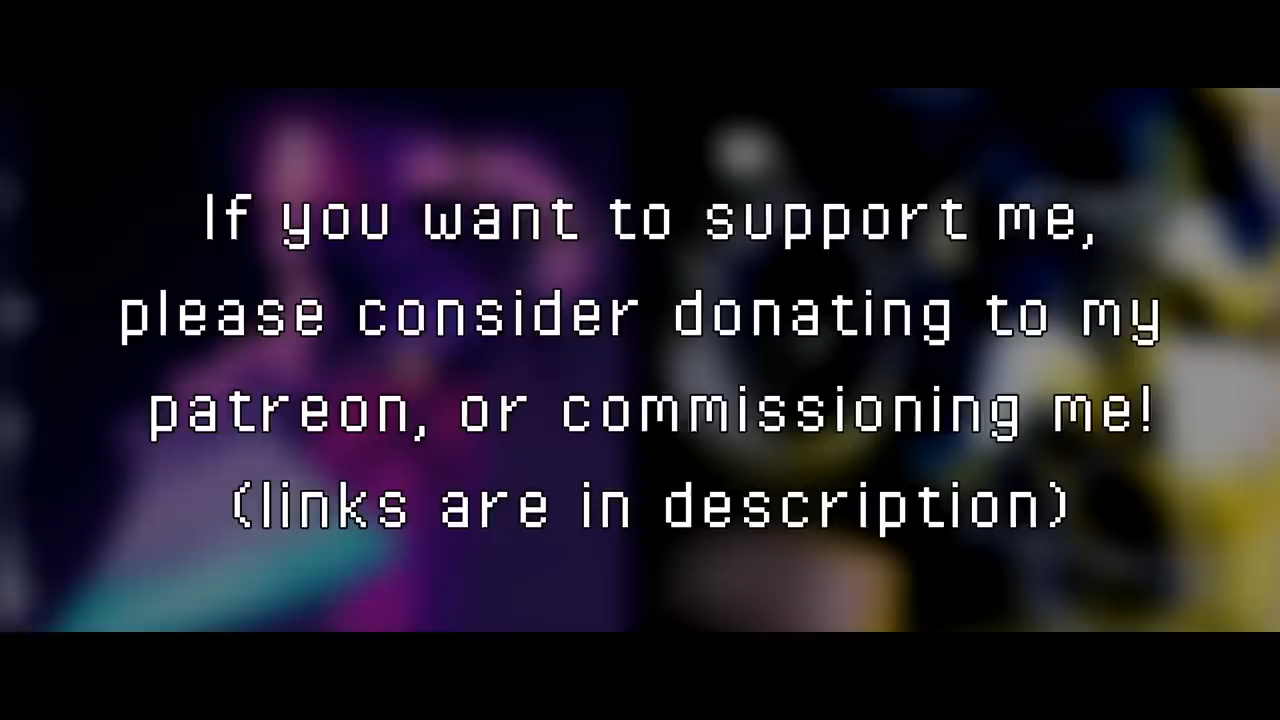 If you want to support me,
please consider donating to my
patreon, or commissioning me!
(links are in description)